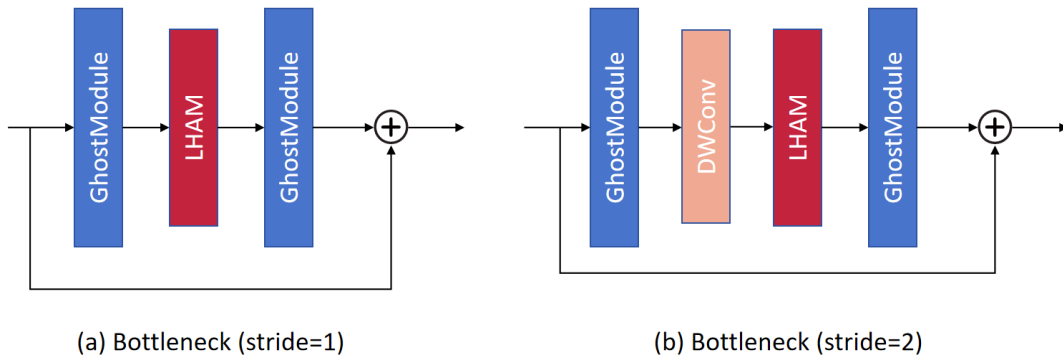 GhostModule
LHAM
GhostModule
+
(a) Bottleneck (stride=1)
GhostModule
DWConv
LHAM
GhostModule
+
(b) Bottleneck (stride=2)